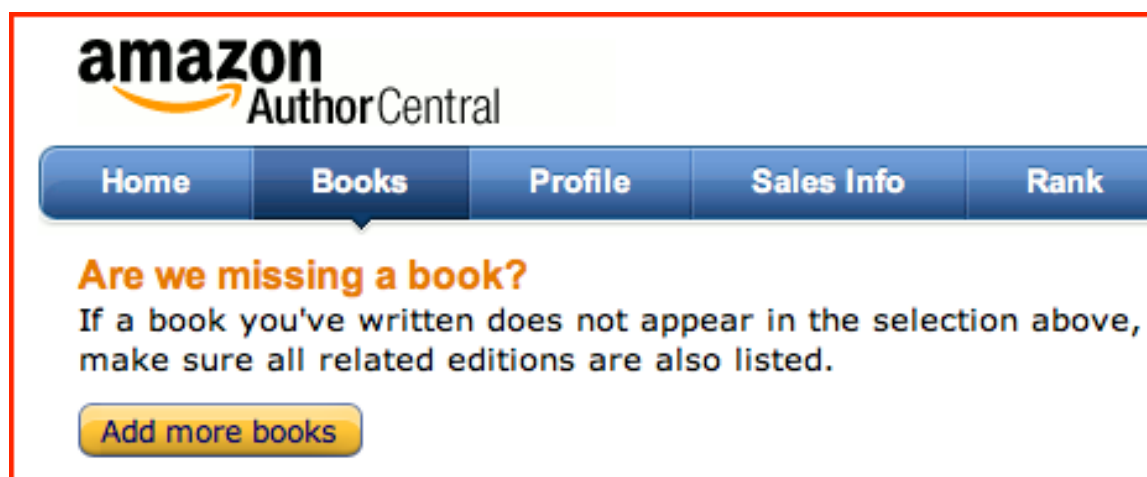 amazon
AuthorCentral
Home Books Profile Sales Info Rank
Are we missing a book?
If a book you've written does not appear in the selection above,
make sure all related editions are also listed.
Add more books